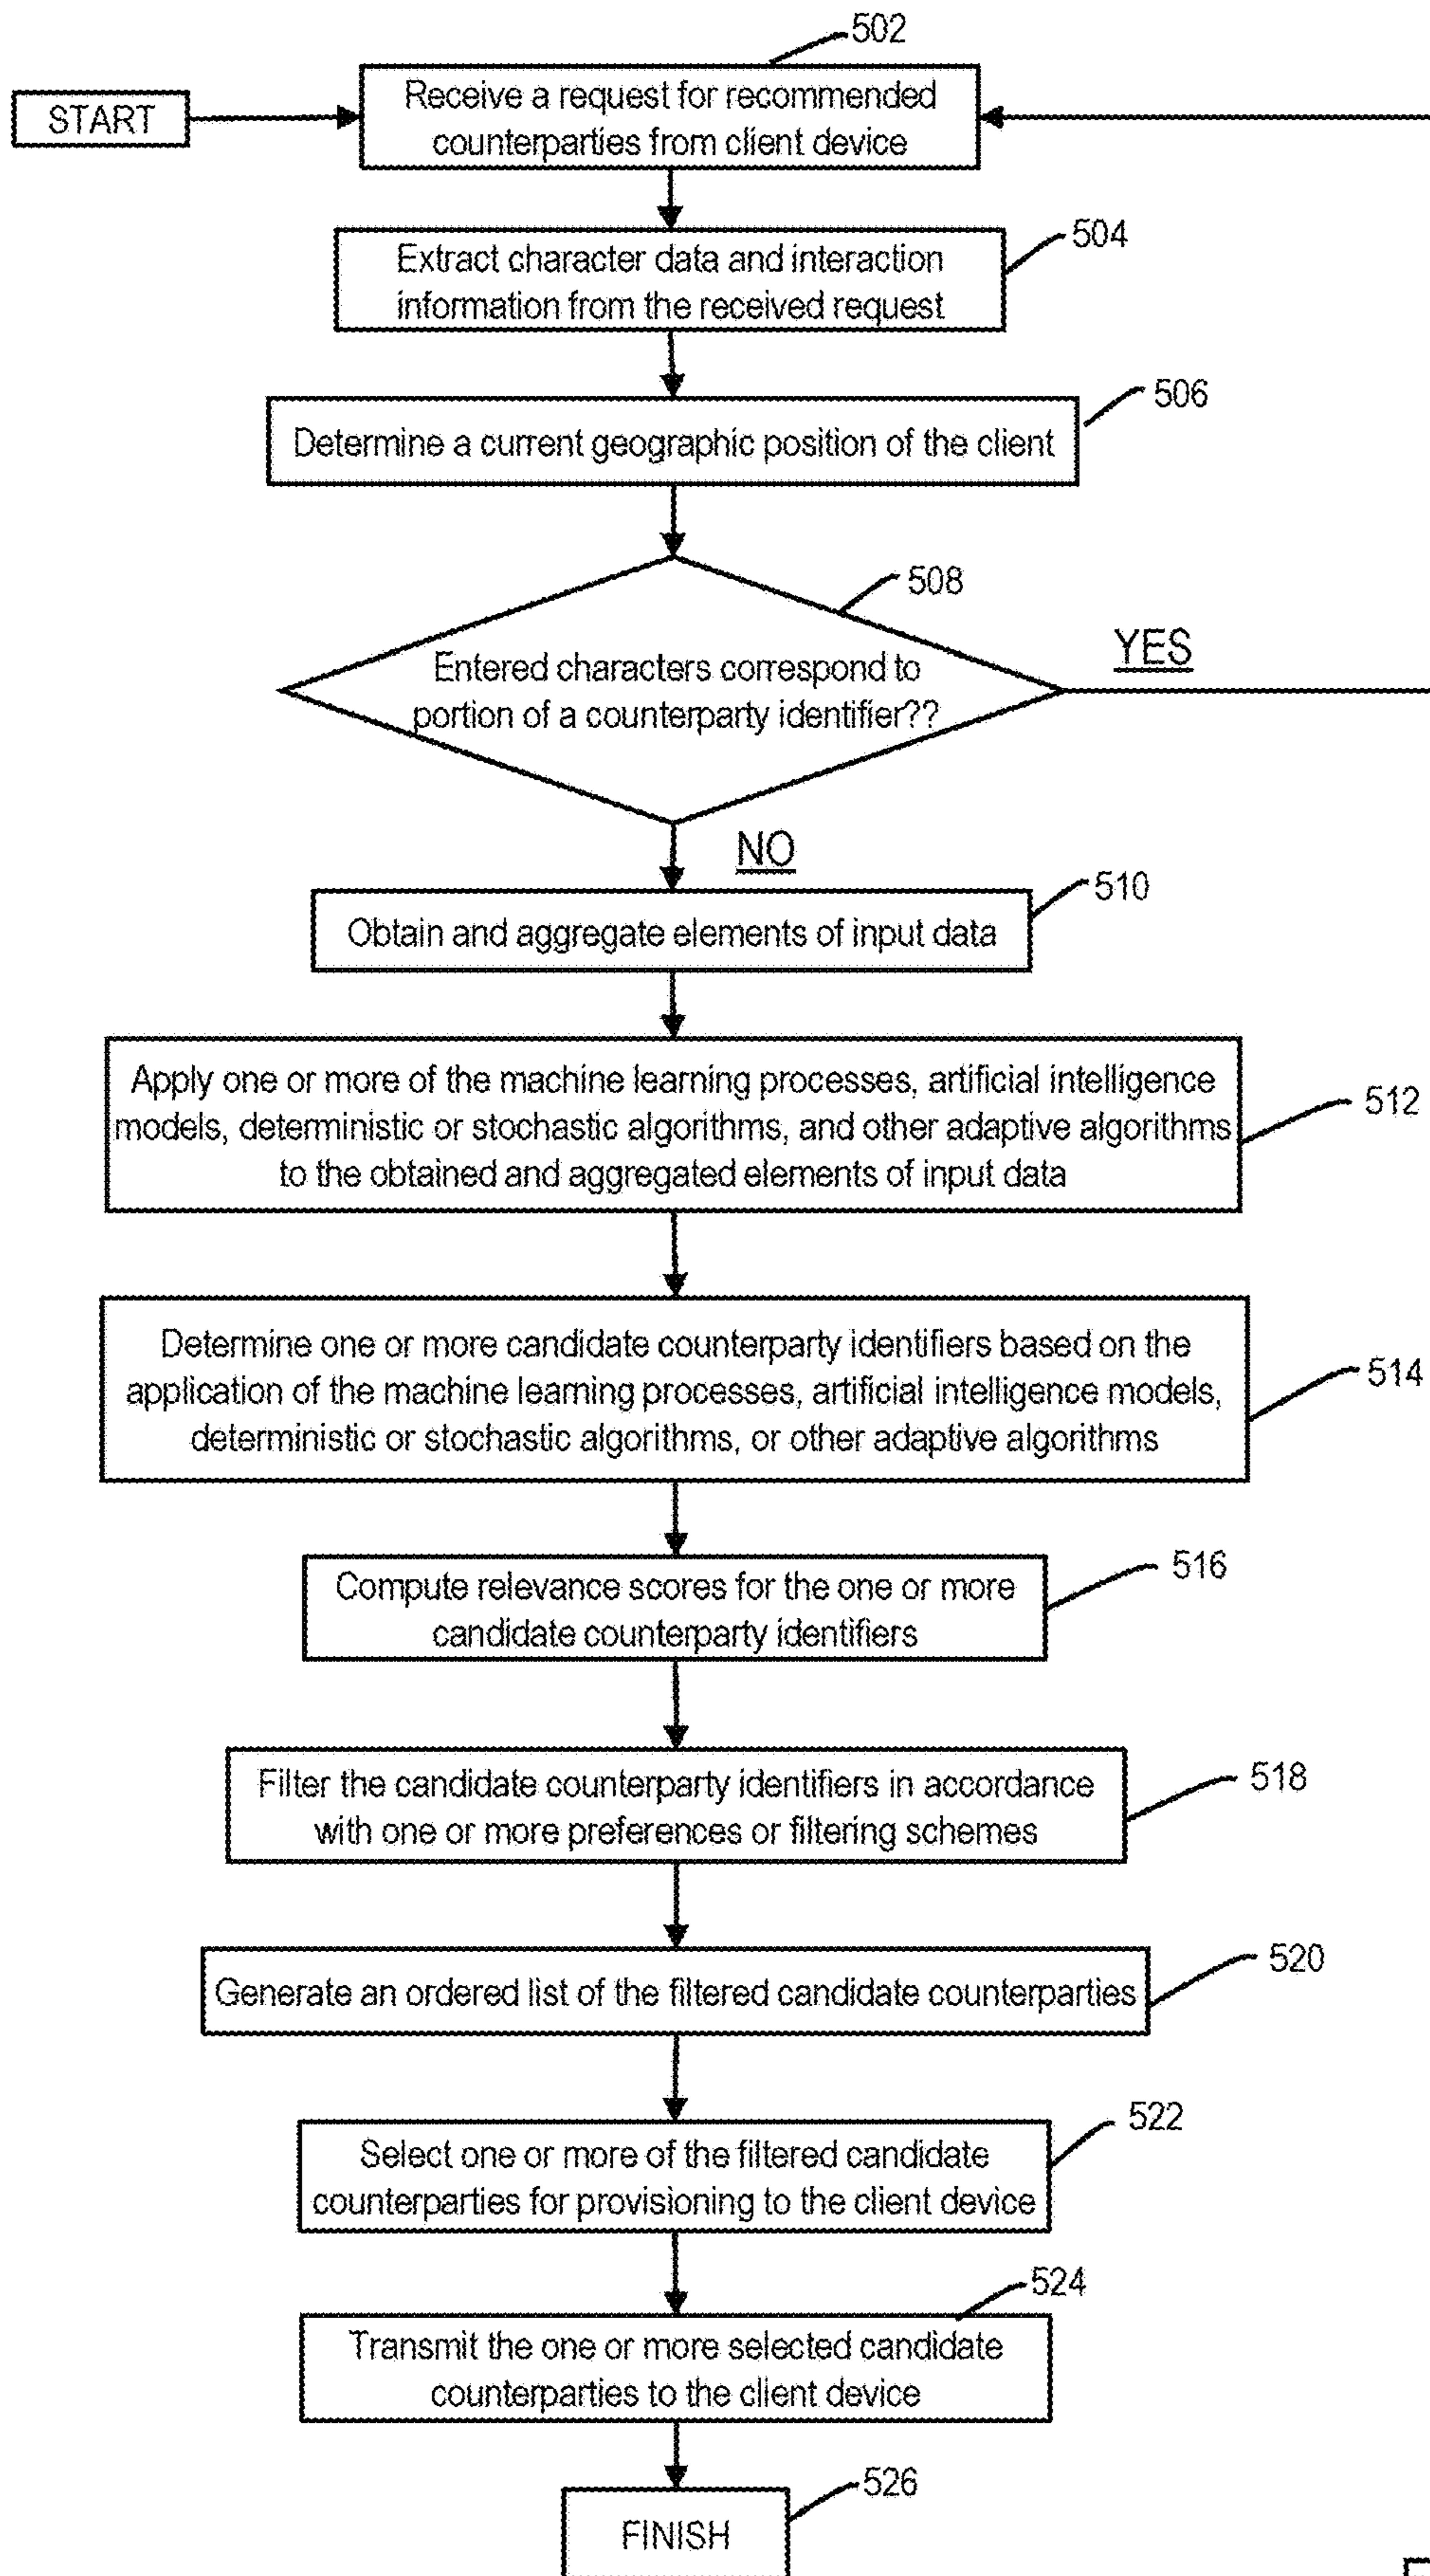 502
START
Receive a request for recommended
counterparties from client device
504
Extract character data and interaction
information from the received request
506
Determine a current geographic position of the client
508
Entered characters correspond to
portion of a counterparty identifier??
YES
NO
510
Obtain and aggregate elements of input data
Apply one or more of the machine learning processes, artificial intelligence
models, deterministic or stochastic algorithms, and other adaptive algorithms
to the obtained and aggregated elements of input data
512
Determine one or more candidate counterparty identifiers based on the
application of the machine learning processes, artificial intelligence models,
deterministic or stochastic algorithms, or other adaptive algorithms
514
Compute relevance scores for the one or more
candidate counterparty identifiers
516
Filter the candidate counterparty identifiers in accordance
with one or more preferences or filtering schemes
518
Generate an ordered list of the filtered candidate counterparties
520
Select one or more of the filtered candidate
counterparties for provisioning to the client device
522
524
Transmit the one or more selected candidate
counterparties to the client device
526
FINISH